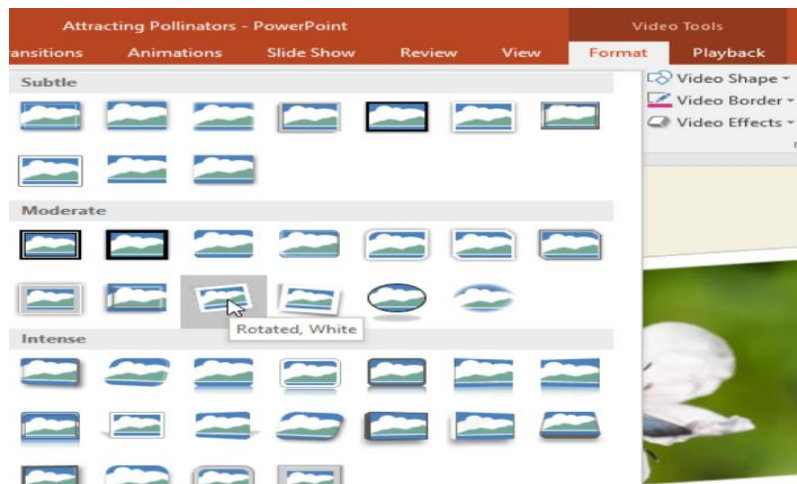 Attracting Pollinators - PowerPoint Video Tools
ransitions Animations Slide Show Review View Format Playback
Subtle
Video Shape
Video Border
Video Effects
Moderate
Rotated, White
Intense